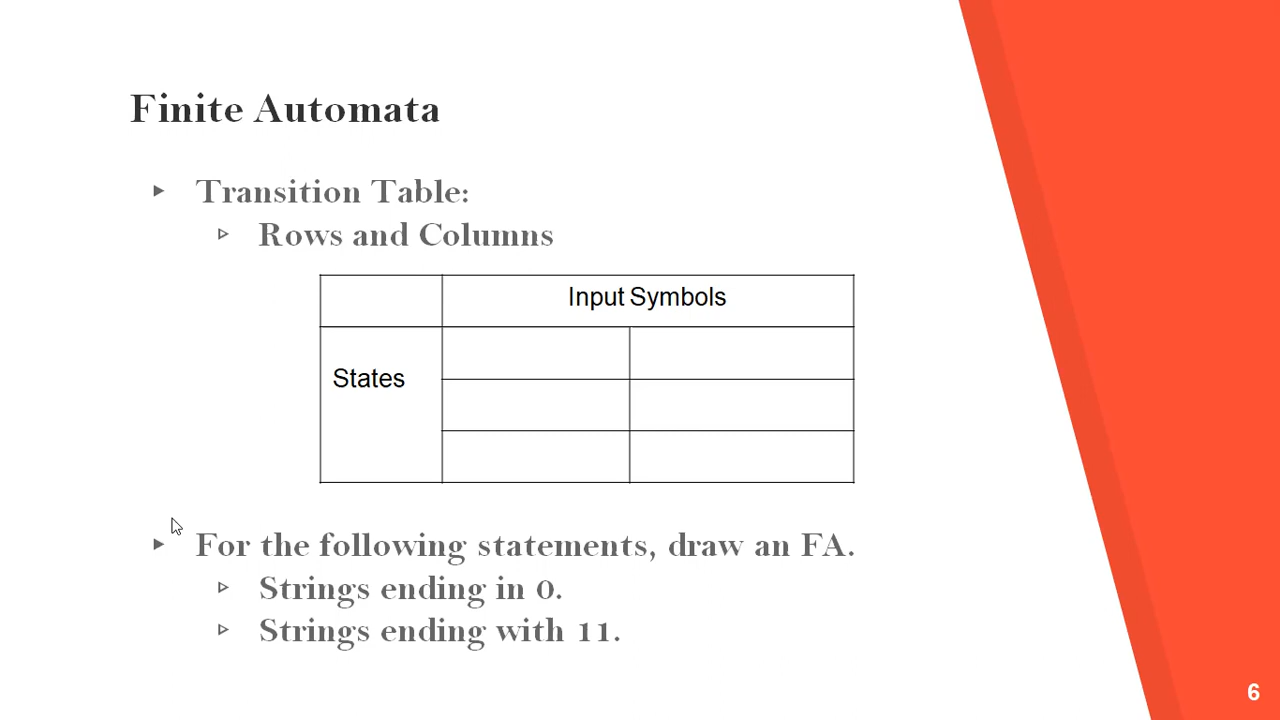 Finite Automata
Transition Table:
Rows and Columns
Input Symbols
States
For the following statements, draw an FA.
Strings ending in 0.
Strings ending with 11.
6